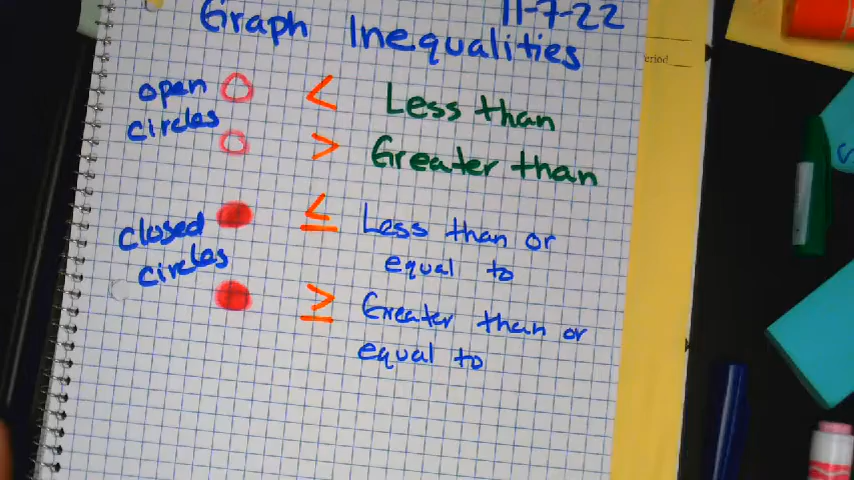 11-7-22
Graph Inequalities
open circles < Less than
> Greater than
closed circles ≤ Less than or
equal to
≥ Greater than or
equal to
Period